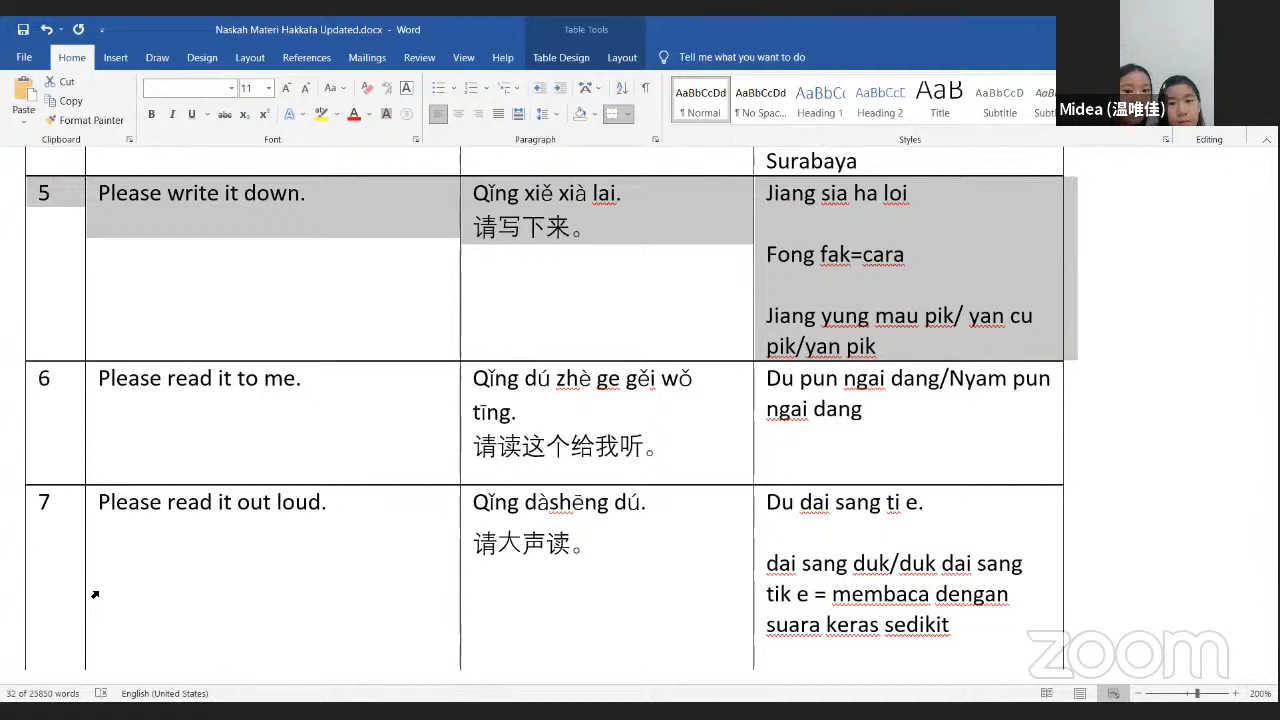 Naskah Materi Hakkafa Updated.docx - Word
Table Tools
File Home Insert Draw Design Layout References Mailings Review View Help Table Design Layout Tell me what you want to do
Midea (温唯佳)
Paste
Cut
Copy
Format Painter
Clipboard
11
Aa
A
B I U abc X₂ X²
Font
Paragraph
AaBbCcDd AaBbCcDd AaBbCc AaBbCcE AaB AaBbCcD
¶ Normal ¶ No Spac... Heading 1 Heading 2 Title Subtitle Subtle Em
Styles
Editing
Surabaya
5
Please write it down.
Qǐng xiě xià lai.
请写下来。
Jiang sia ha loi
Fong fak=cara
Jiang yung mau pik/ yan cu
pik/yan pik
6
Please read it to me.
Qǐng dú zhè ge gěi wǒ
tīng.
请读这个给我听。
Du pun ngai dang/Nyam pun
ngai dang
7
Please read it out loud.
Qǐng dàshēng dú.
请大声读。
Du dai sang ti e.
dai sang duk/duk dai sang
tik e = membaca dengan
suara keras sedikit
zoom
32 of 25850 words English (United States) 200%